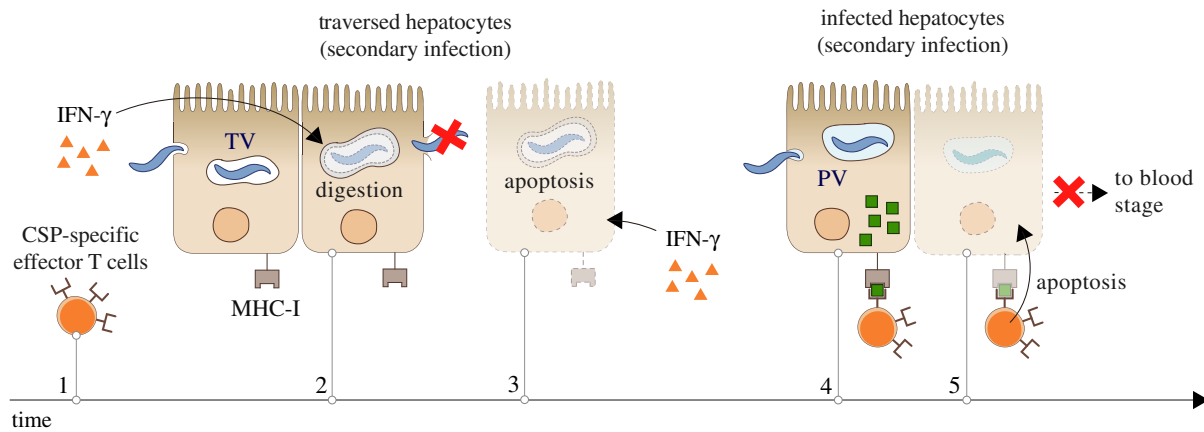 traversed hepatocytes
(secondary infection)
infected hepatocytes
(secondary infection)
IFN-γ
TV
digestion
apoptosis
PV
to blood
stage
CSP-specific
effector T cells
MHC-I
IFN-γ
apoptosis
1
2
3
4
5
time